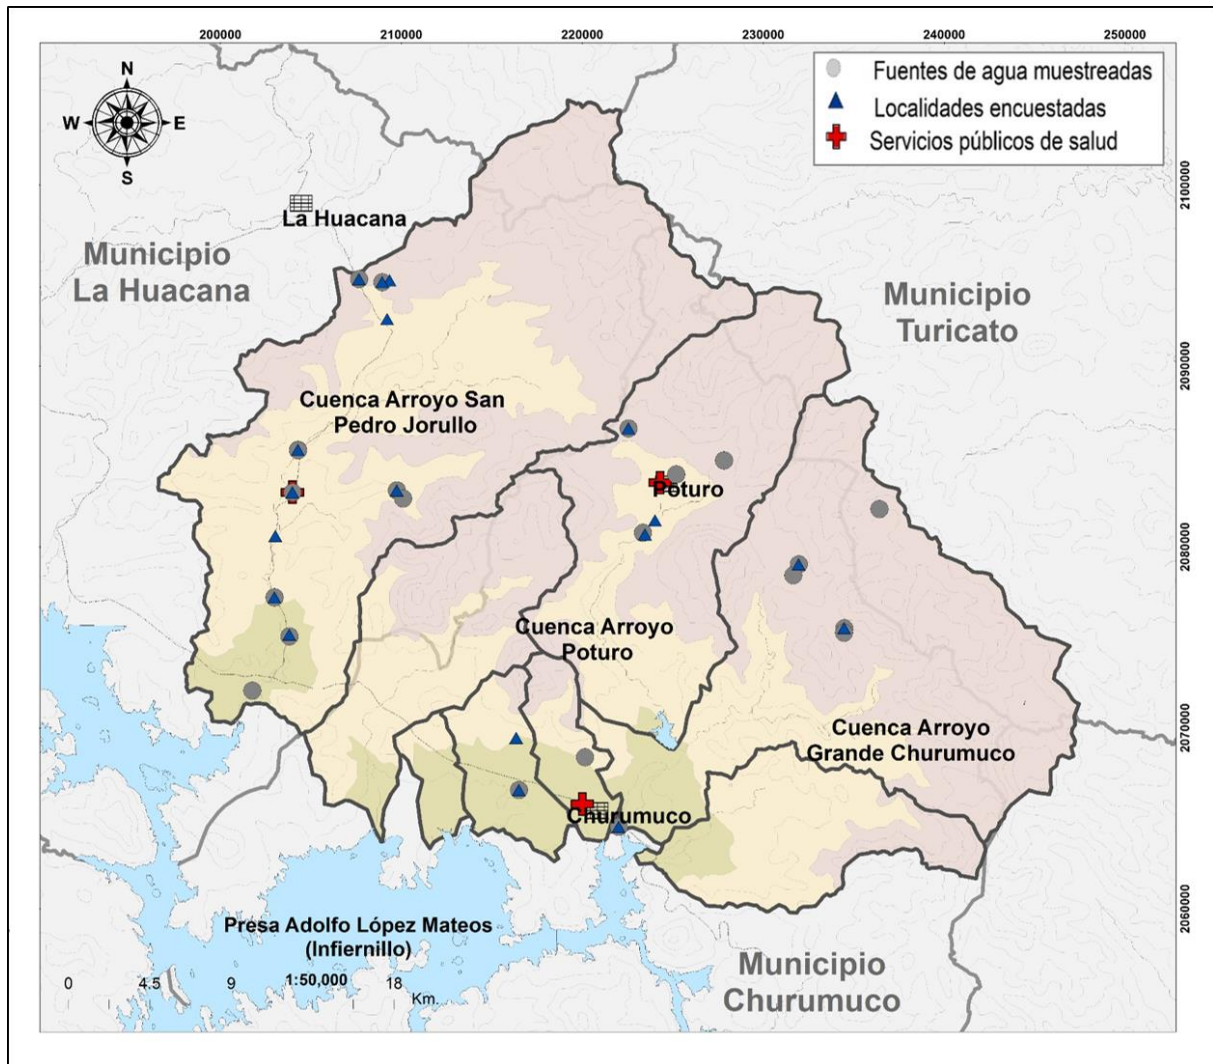 200000
210000
220000
230000
240000
250000
N
W
E
S
Fuentes de agua muestreadas
Localidades encuestadas
Servicios públicos de salud
2100000
La Huacana
Municipio
La Huacana
Municipio
Turicato
2090000
Cuenca Arroyo San
Pedro Jorullo
Poturo
2080000
Cuenca Arroyo
Poturo
2070000
Cuenca Arroyo
Grande Churumuco
Churumuco
2060000
Presa Adolfo López Mateos
(Infiernillo)
Municipio
Churumuco
0
4.5
9
1:50,000
18
Km.